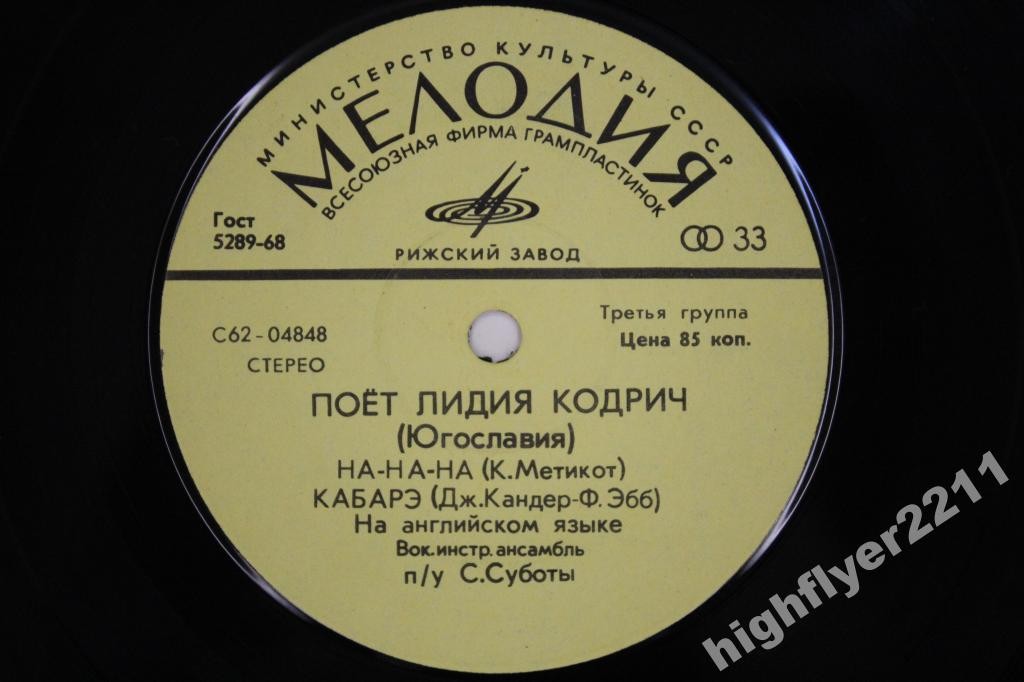 МИНИСТЕРСТВО КУЛЬТУРЫ СССР
МЕЛОДИЯ
ВСЕСОЮЗНАЯ ФИРМА ГРАМПЛАСТИНОК
Гост
5289-68
РИЖСКИЙ ЗАВОД
33
С62-04848
СТЕРЕО
Третья группа
Цена 85 коп.
ПОЁТ ЛИДИЯ КОДРИЧ
(Югославия)
НА-НА-НА (К.Метикот)
КАБАРЭ (Дж.Кандер-Ф.Эбб)
На английском языке
Вок.инстр.ансамбль
п/у С.Суботы
highflyer2211